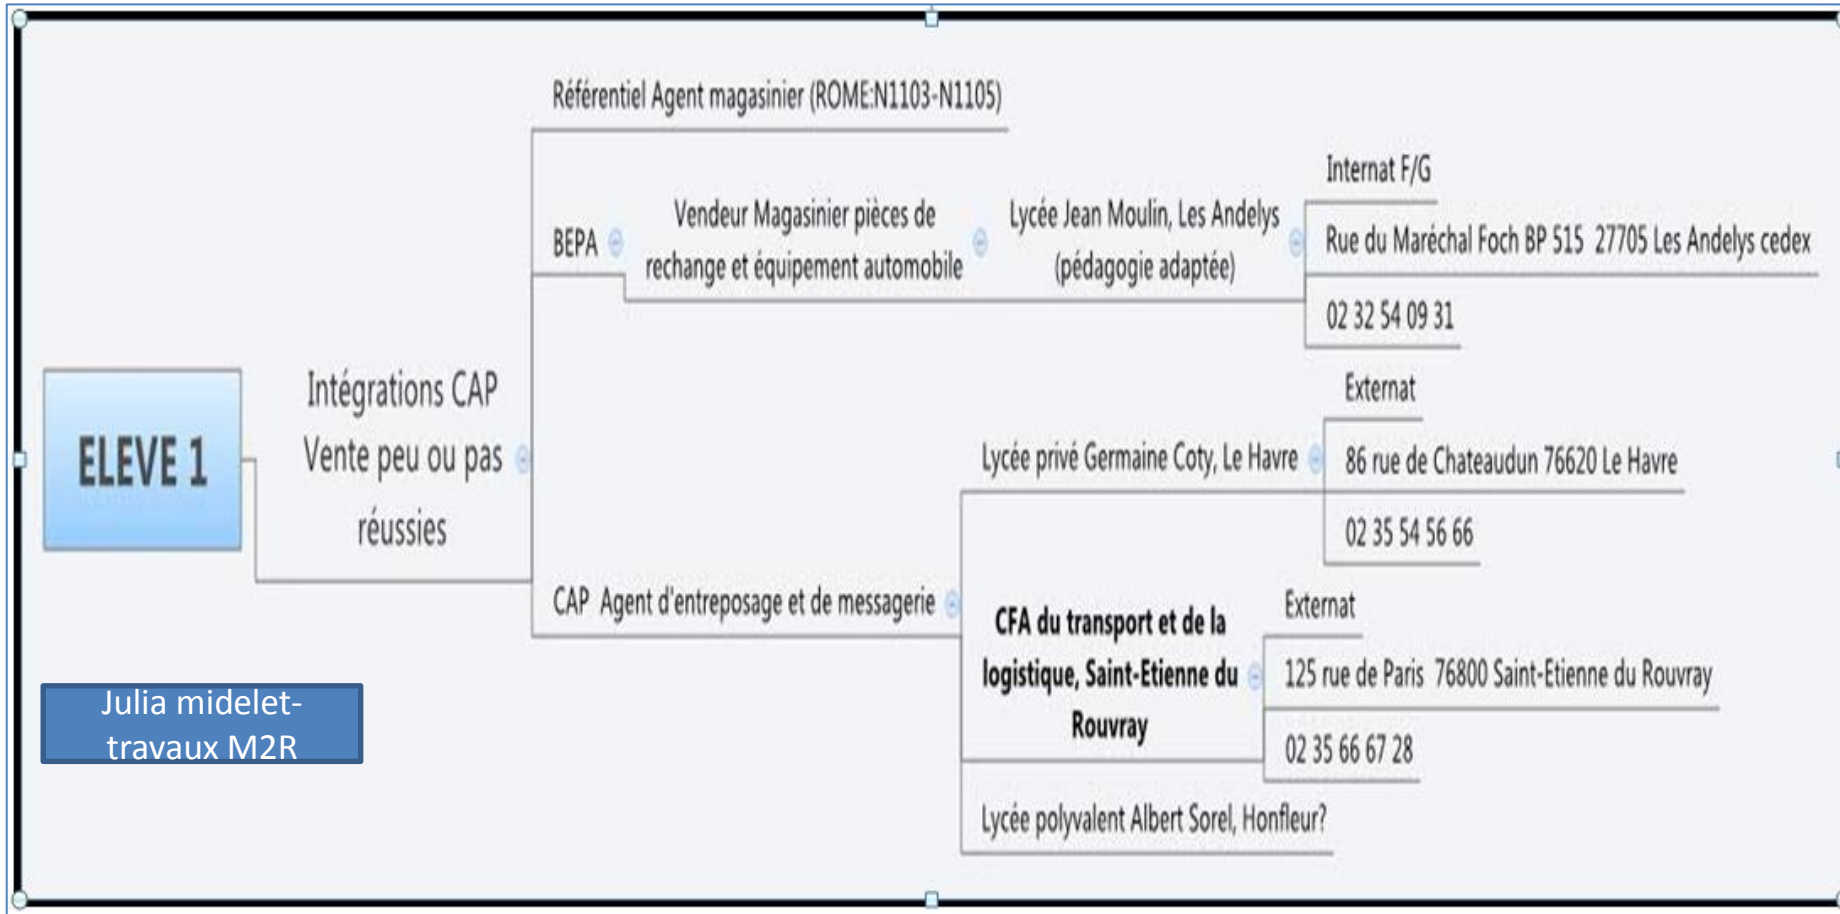 ELEVE 1
Intégrations CAP
Vente peu ou pas
réussies
Référentiel Agent magasinier (ROME:N1103-N1105)
BEPA
Vendeur Magasinier pièces de
rechange et équipement automobile
Lycée Jean Moulin, Les Andelys
(pédagogie adaptée)
Internat F/G
Rue du Maréchal Foch BP 515  27705 Les Andelys cedex
02 32 54 09 31
CAP  Agent d'entreposage et de messagerie
Lycée privé Germaine Coty, Le Havre
Externat
86 rue de Chateaudun 76620 Le Havre
02 35 54 56 66
CFA du transport et de la
logistique, Saint-Etienne du
Rouvray
Externat
125 rue de Paris  76800 Saint-Etienne du Rouvray
02 35 66 67 28
Lycée polyvalent Albert Sorel, Honfleur?
Julia midelet-
travaux M2R